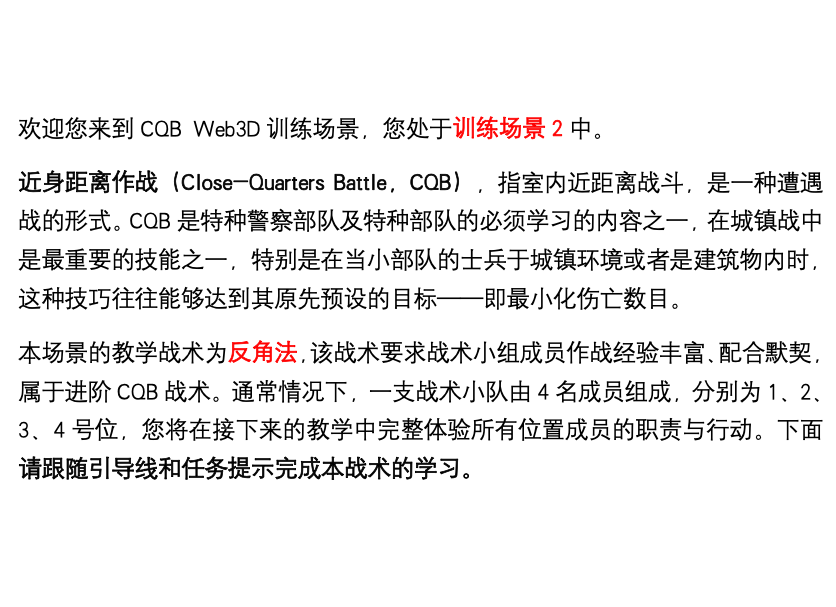 欢迎您来到 CQB Web3D 训练场景，您处于训练场景 2 中。
近身距离作战（Close-Quarters Battle，CQB），指室内近距离战斗，是一种遭遇
战的形式。CQB 是特种警察部队及特种部队的必须学习的内容之一，在城镇战中
是最重要的技能之一，特别是在当小部队的士兵于城镇环境或者是建筑物内时，
这种技巧往往能够达到其原先预设的目标——即最小化伤亡数目。
本场景的教学战术为反角法，该战术要求战术小组成员作战经验丰富、配合默契，
属于进阶 CQB 战术。通常情况下，一支战术小队由 4 名成员组成，分别为 1、2、
3、4 号位，您将在接下来的教学中完整体验所有位置成员的职责与行动。下面
请跟随引导线和任务提示完成本战术的学习。